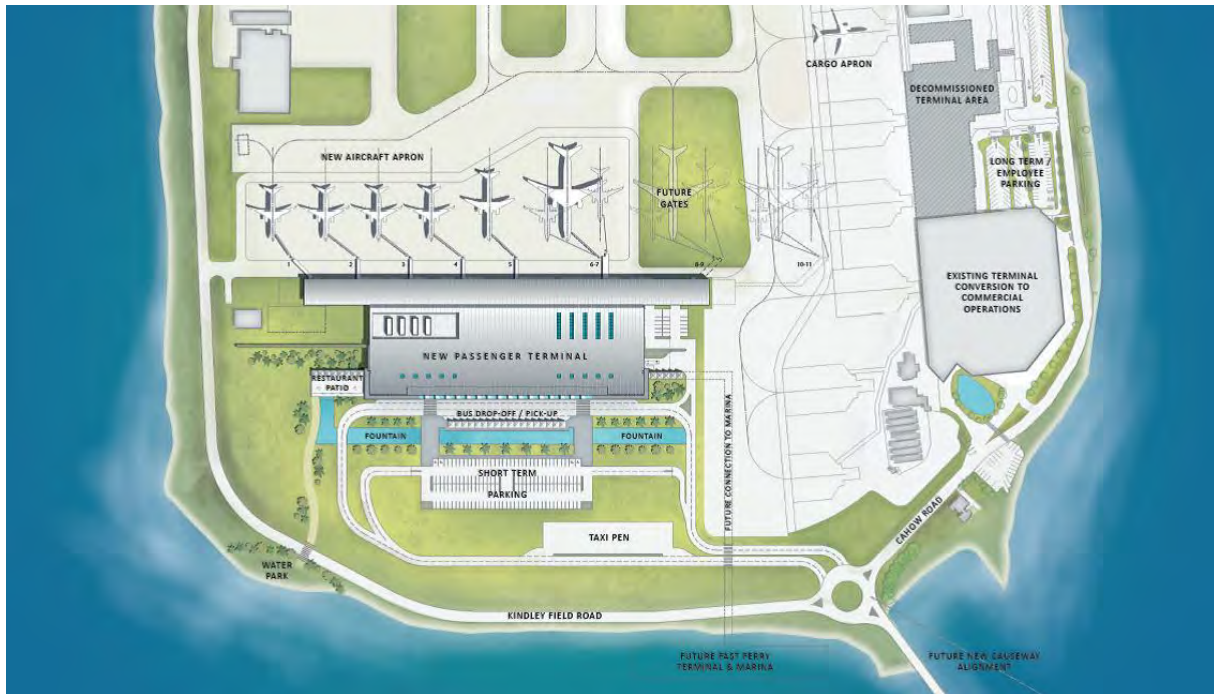 CARGO APRON
DECOMMISSIONED
TERMINAL AREA
NEW AIRCRAFT APRON
LONG TERM /
EMPLOYEE
PARKING
FUTURE
GATES
1
2
3
4
5
6-7
8-9
10-11
EXISTING TERMINAL
CONVERSION TO
COMMERCIAL
OPERATIONS
NEW PASSENGER TERMINAL
RESTAURANT
PATIO
BUS DROP-OFF / PICK-UP
FOUNTAIN
FOUNTAIN
SHORT TERM
PARKING
FUTURE CONNECTION TO MARINA
CAHOW ROAD
TAXI PEN
WATER
PARK
KINDLEY FIELD ROAD
FUTURE FAST FERRY
TERMINAL & MARINA
FUTURE NEW CAUSEWAY
ALIGNMENT